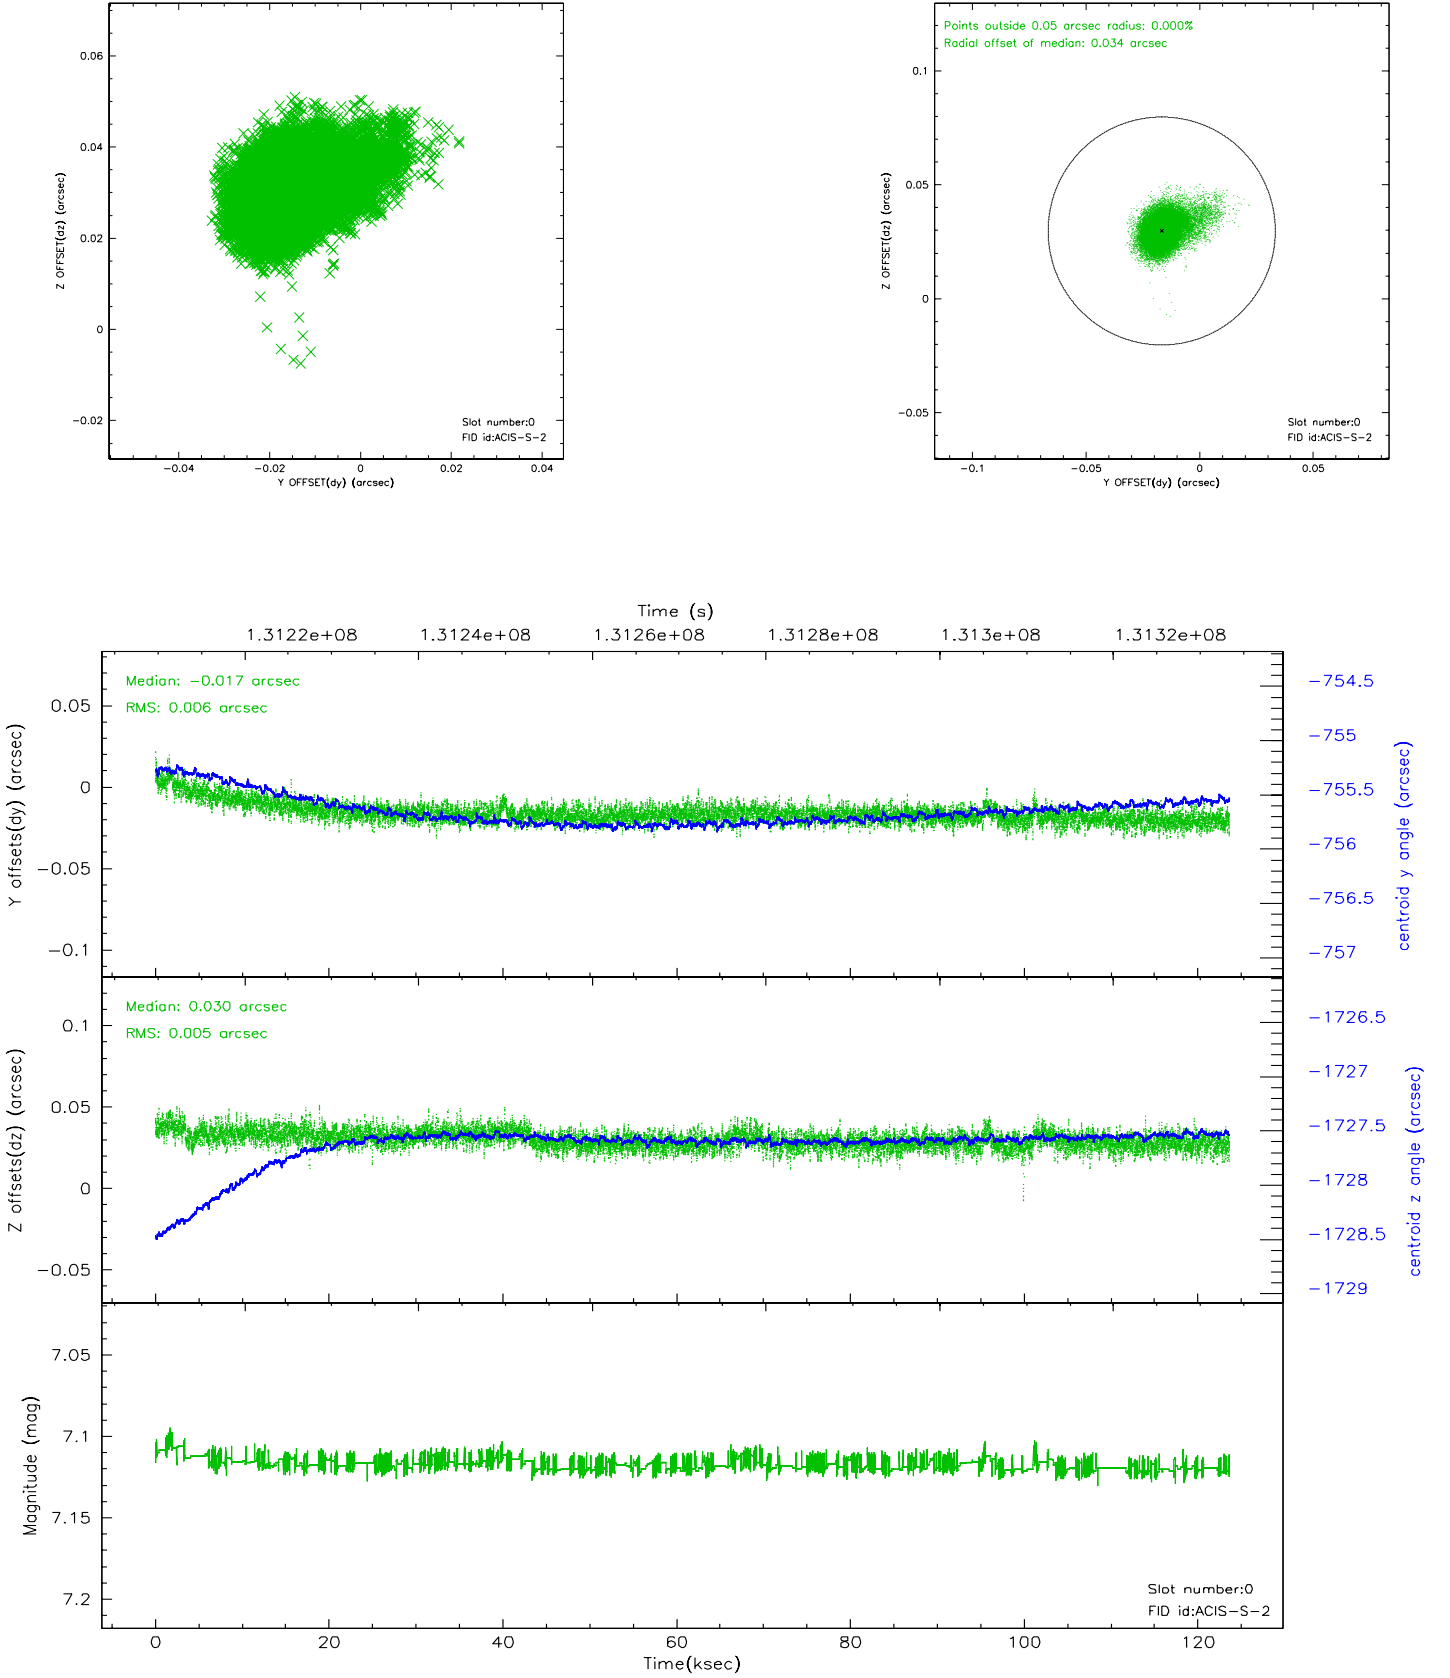 0.06
0.04
0.02
0
−0.02
Z OFFSET(dz) (arcsec)
Slot number:0
FID id:ACIS−S−2
−0.04 −0.02 0 0.02 0.04
Y OFFSET(dy) (arcsec)
Points outside 0.05 arcsec radius: 0.000%
Radial offset of median: 0.034 arcsec
0.1
0.05
0
−0.05
Z OFFSET(dz) (arcsec)
Slot number:0
FID id:ACIS−S−2
−0.1 −0.05 0 0.05
Y OFFSET(dy) (arcsec)
Time (s)
1.3122e+08 1.3124e+08 1.3126e+08 1.3128e+08 1.313e+08 1.3132e+08
Median: −0.017 arcsec
RMS: 0.006 arcsec
0.05
0
−0.05
−0.1
Y offsets(dy) (arcsec)
−754.5
−755
−755.5
−756
−756.5
−757
centroid y angle (arcsec)
Median: 0.030 arcsec
RMS: 0.005 arcsec
0.1
0.05
0
−0.05
Z offsets(dz) (arcsec)
−1726.5
−1727
−1727.5
−1728
−1728.5
−1729
centroid z angle (arcsec)
7.05
7.1
7.15
7.2
Magnitude (mag)
Slot number:0
FID id:ACIS−S−2
0 20 40 60 80 100 120
Time(ksec)